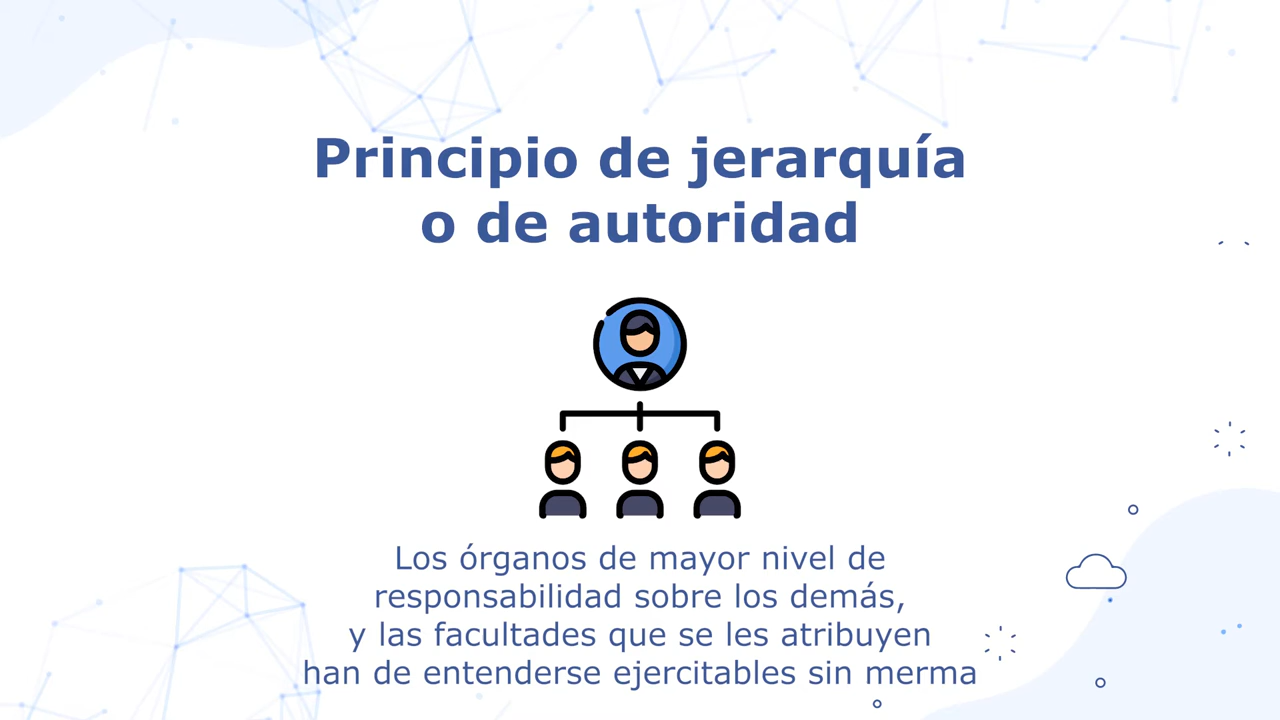 Principio de jerarquía
o de autoridad
Los órganos de mayor nivel de
responsabilidad sobre los demás,
y las facultades que se les atribuyen
han de entenderse ejercitables sin merma